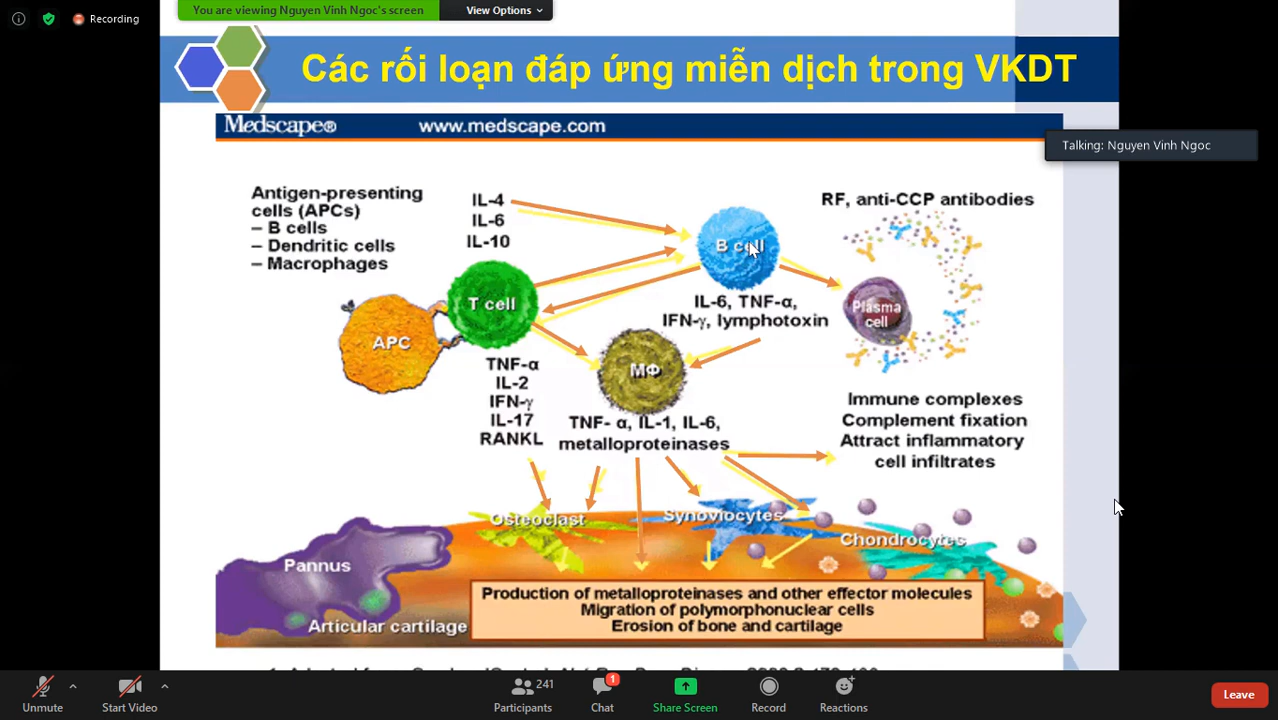 You are viewing Nguyen Vinh Ngoc's screen
View Options
Recording
Các rối loạn đáp ứng miễn dịch trong VKDT
Medscape® www.medscape.com
Talking: Nguyen Vinh Ngoc
Antigen-presenting
cells (APCs)
– B cells
– Dendritic cells
– Macrophages
IL-4
IL-6
IL-10
B cell
RF, anti-CCP antibodies
T cell
APC
IL-6, TNF-α,
IFN-γ, lymphotoxin
Plasma
cell
MΦ
TNF-α
IL-2
IFN-γ
IL-17
RANKL
TNF- α, IL-1, IL-6,
metalloproteinases
Immune complexes
Complement fixation
Attract inflammatory
cell infiltrates
Osteoclast
Synoviocytes
Chondrocytes
Pannus
Articular cartilage
Production of metalloproteinases and other effector molecules
Migration of polymorphonuclear cells
Erosion of bone and cartilage
Unmute
Start Video
241
Participants
1
Chat
Share Screen
Record
Reactions
Leave